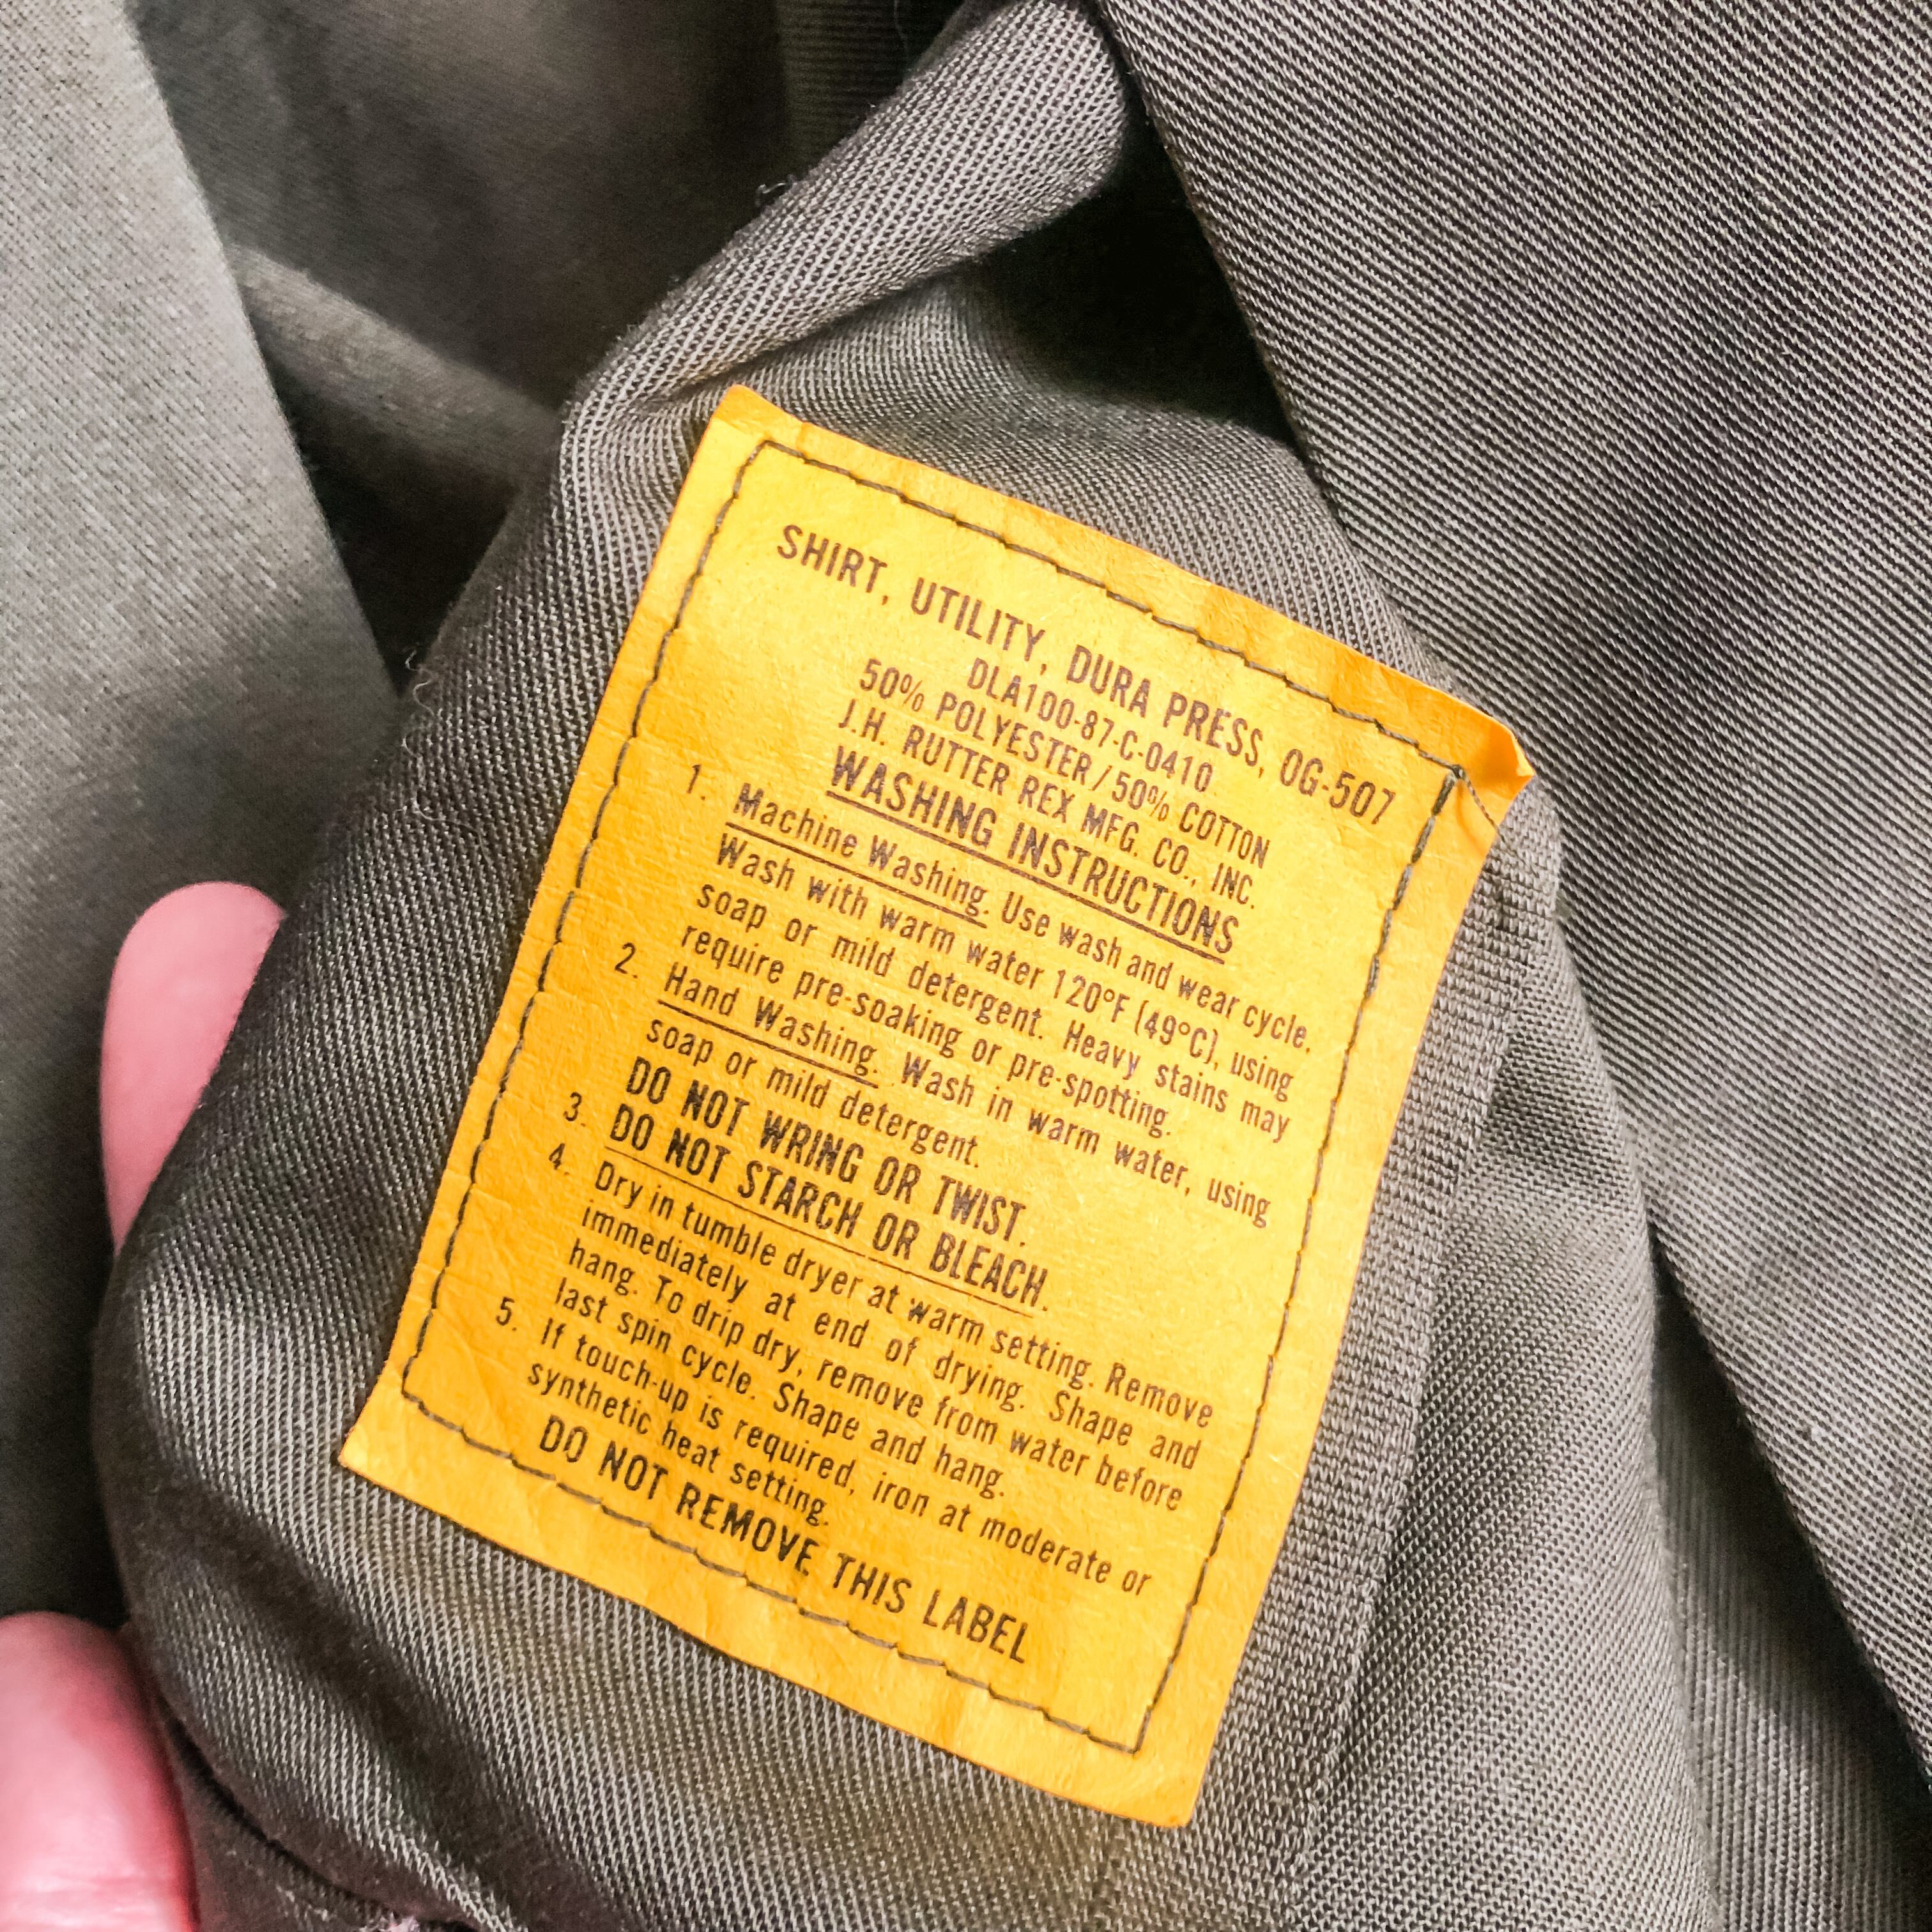 SHIRT, UTILITY, DURA PRESS, OG-507
DLA100-87-C-0410
50% POLYESTER/50% COTTON
J.H. RUTTER REX MFG. CO., INC.
WASHING INSTRUCTIONS
1. Machine Washing. Use wash and wear cycle.
Wash with warm water 120°F (49°C), using
soap or mild detergent. Heavy stains may
require pre-soaking or pre-spotting.
2. Hand Washing. Wash in warm water, using
soap or mild detergent.
DO NOT WRING OR TWIST.
3. DO NOT STARCH OR BLEACH.
4. Dry in tumble dryer at warm setting. Remove
immediately at end of drying. Shape and
hang. To drip dry, remove from water before
last spin cycle. Shape and hang.
5. If touch-up is required, iron at moderate or
synthetic heat setting.
DO NOT REMOVE THIS LABEL